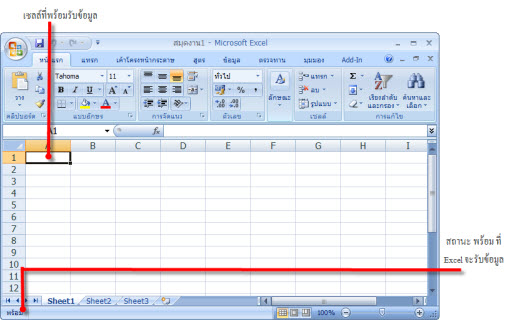 เซลล์ที่พร้อมรับข้อมูล
สมุดงาน1 - Microsoft Excel
หน้าแรก แทรก เค้าโครงหน้ากระดาษ สูตร ข้อมูล ตรวจทาน มุมมอง Add-In
Tahoma 11 ทั่วไป แทรก Σ
วาง B I U % ลักษณะ ลบ เรียงลำดับ ค้นหาและ
รูปแบบ และกรอง เลือก
คลิปบอร์ด แบบอักษร การจัดแนว ตัวเลข เซลล์ การแก้ไข
A1 fx
A B C D E F G H I
1
2
3
4
5
6
7
8
9
10
11
12
สถานะ พร้อม ที่
Excel จะรับข้อมูล
Sheet1 Sheet2 Sheet3
พร้อม 100%